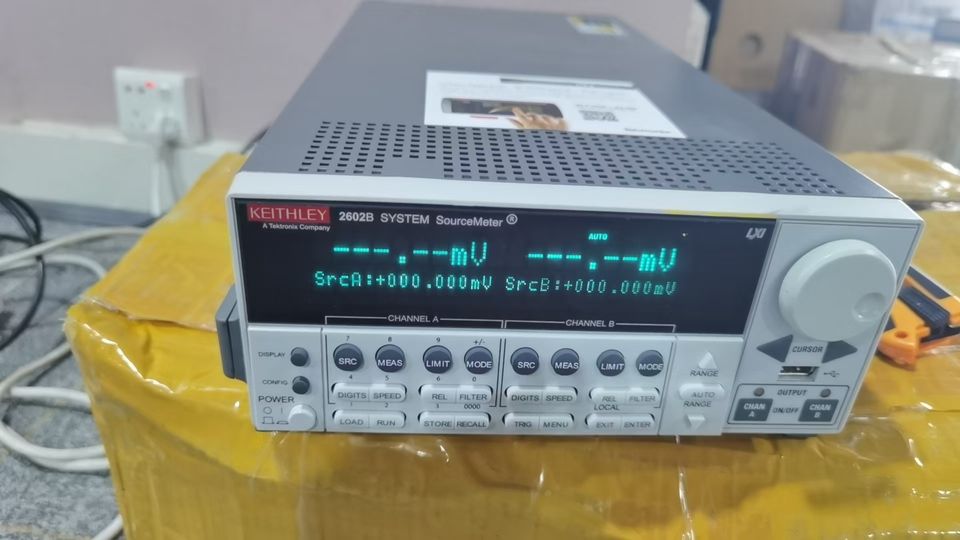 KEITHLEY 2602B SYSTEM SourceMeter®
A Tektronix Company
LXI
AUTO
---.--mV ---.--mV
SrcA:+000.000mV SrcB:+000.000mV
CHANNEL A CHANNEL B
7 8 9 +/-
DISPLAY SRC MEAS LIMIT MODE SRC MEAS LIMIT MODE
CURSOR
RANGE
4 5 6 0
CONFIG DIGITS SPEED REL FILTER DIGITS SPEED REL FILTER
AUTO
RANGE
OUTPUT
POWER
1 2 3 0000 LOCAL
LOAD RUN STORE RECALL TRIG MENU EXIT ENTER
CHAN A ON/OFF CHAN B